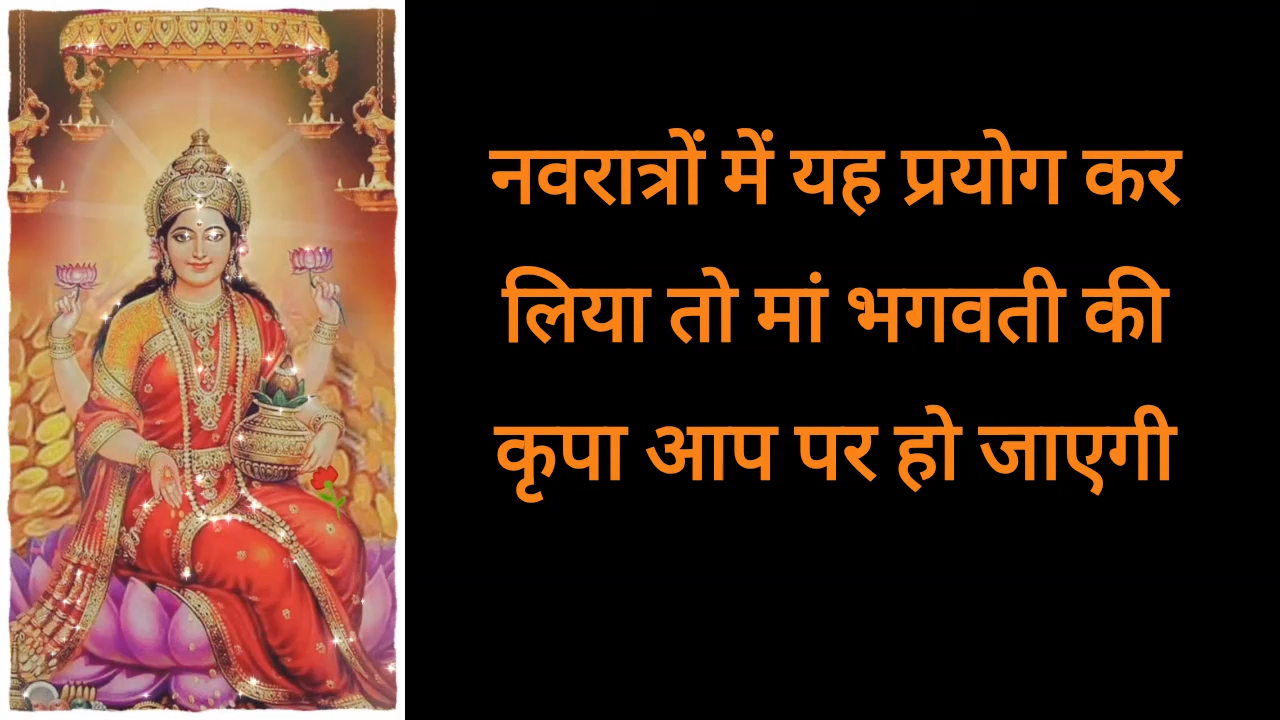 नवरात्रों में यह प्रयोग कर
लिया तो मां भगवती की
कृपा आप पर हो जाएगी